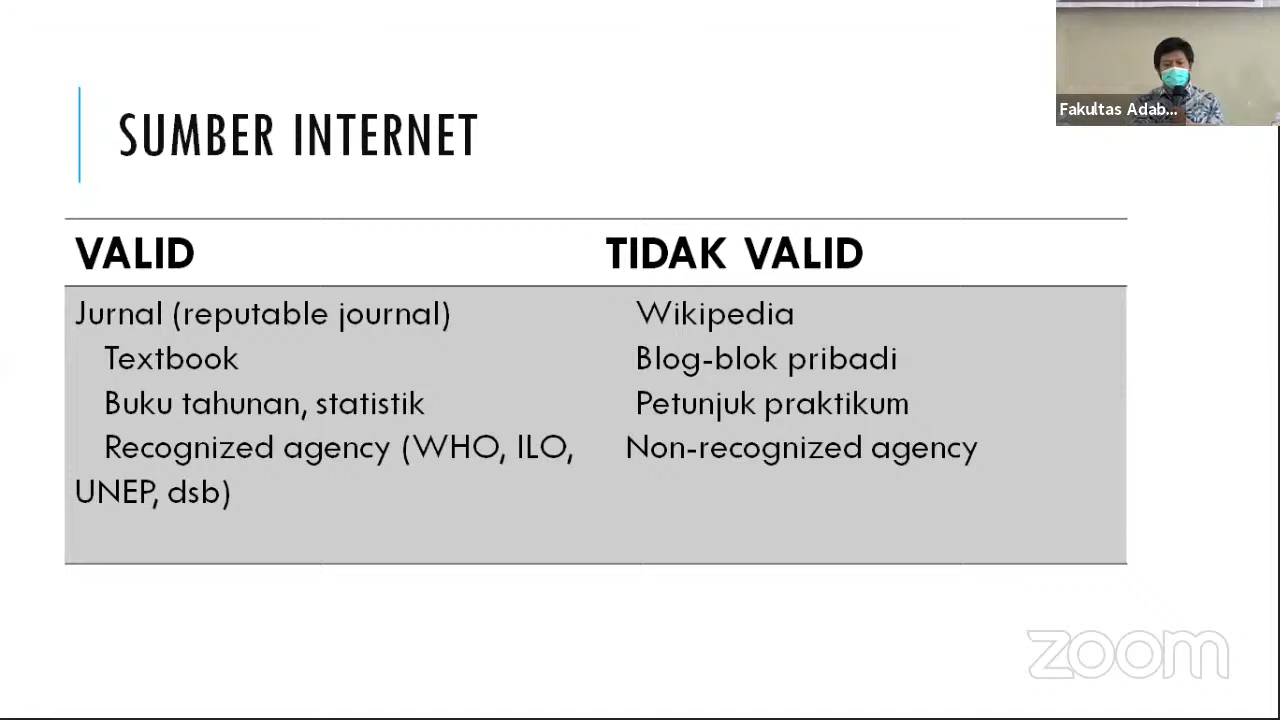 Fakultas Adab...
SUMBER INTERNET
VALID
TIDAK VALID
Jurnal (reputable journal)
Textbook
Buku tahunan, statistik
Recognized agency (WHO, ILO,
UNEP, dsb)
Wikipedia
Blog-blok pribadi
Petunjuk praktikum
Non-recognized agency
zoom